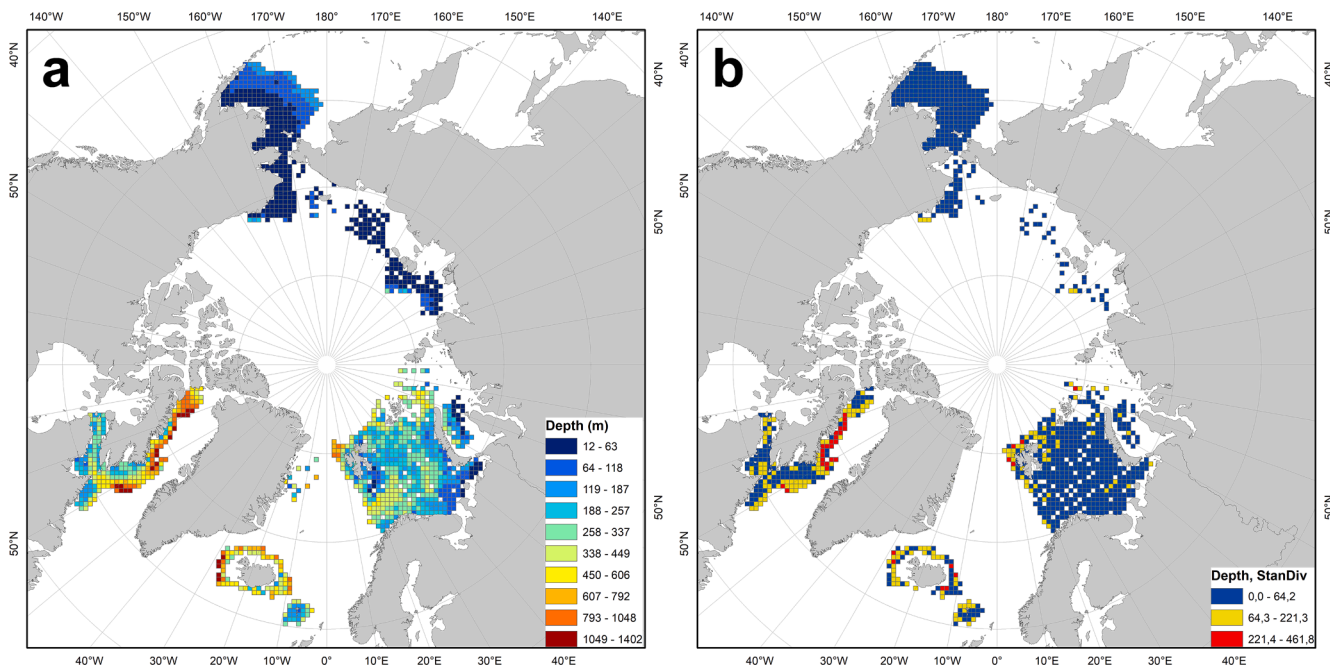 140°W 150°W 160°W 170°W 180° 170°E 160°E 150°E 140°E
a
40°N
40°N
50°N
50°N
50°N
50°N
Depth (m)
12 - 63
64 - 118
119 - 187
188 - 257
258 - 337
338 - 449
450 - 606
607 - 792
793 - 1048
1049 - 1402
40°W 30°W 20°W 10°W 0° 10°E 20°E 30°E 40°E
140°W 150°W 160°W 170°W 180° 170°E 160°E 150°E 140°E
b
40°N
40°N
50°N
50°N
50°N
50°N
Depth, StanDiv
0,0 - 64,2
64,3 - 221,3
221,4 - 461,8
40°W 30°W 20°W 10°W 0° 10°E 20°E 30°E 40°E